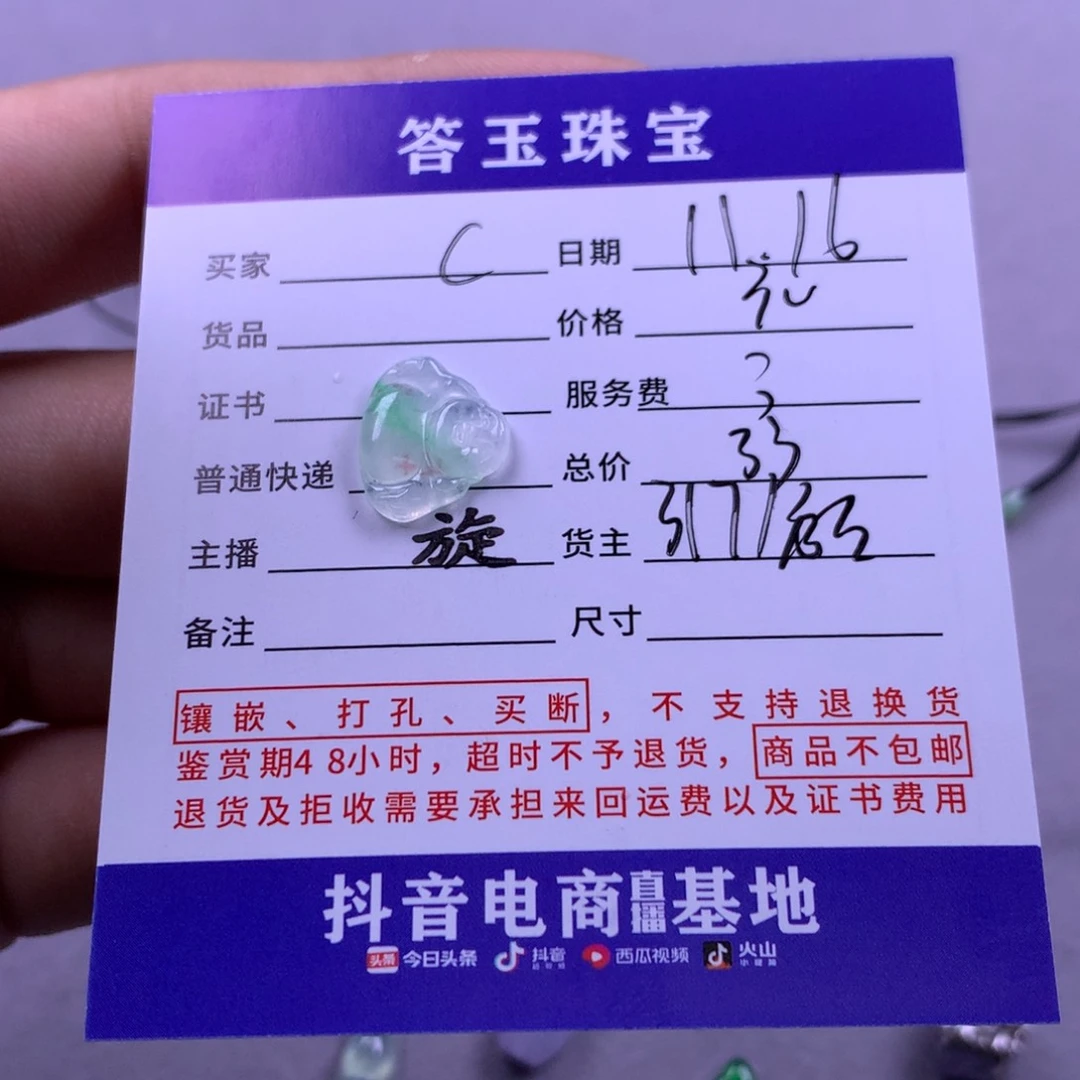 答玉珠宝
买家 C 日期 11.16
货品 价格
证书 服务费
普通快递 总价 33
主播 旋 货主
备注 尺寸
镶嵌、打孔、买断，不支持退换货
鉴赏期48小时，超时不予退货，商品不包邮
退货及拒收需要承担来回运费以及证书费用
抖音电商直播基地
头条 今日头条 抖音 西瓜视频 火山